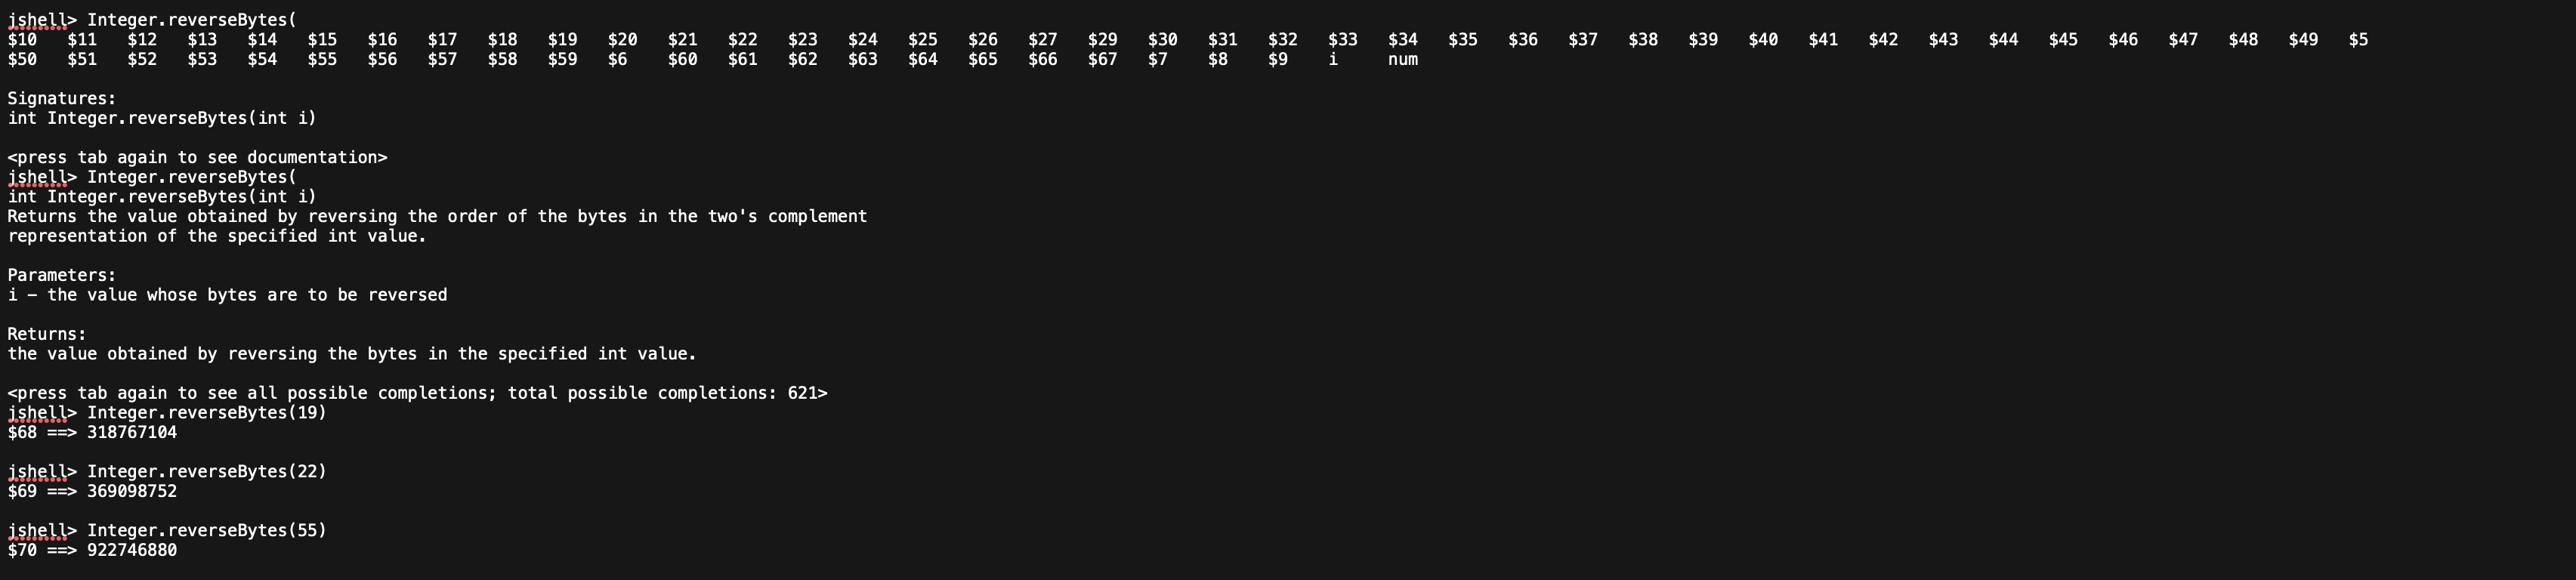 jshell> Integer.reverseBytes(
$10 $11 $12 $13 $14 $15 $16 $17 $18 $19 $20 $21 $22 $23 $24 $25 $26 $27 $29 $30 $31 $32 $33 $34 $35 $36 $37 $38 $39 $40 $41 $42 $43 $44 $45 $46 $47 $48 $49 $5
$50 $51 $52 $53 $54 $55 $56 $57 $58 $59 $6 $60 $61 $62 $63 $64 $65 $66 $67 $7 $8 $9 i num
Signatures:
int Integer.reverseBytes(int i)
<press tab again to see documentation>
jshell> Integer.reverseBytes(
int Integer.reverseBytes(int i)
Returns the value obtained by reversing the order of the bytes in the two's complement
representation of the specified int value.
Parameters:
i – the value whose bytes are to be reversed
Returns:
the value obtained by reversing the bytes in the specified int value.
<press tab again to see all possible completions; total possible completions: 621>
jshell> Integer.reverseBytes(19)
$68 ==> 318767104
jshell> Integer.reverseBytes(22)
$69 ==> 369098752
jshell> Integer.reverseBytes(55)
$70 ==> 922746880